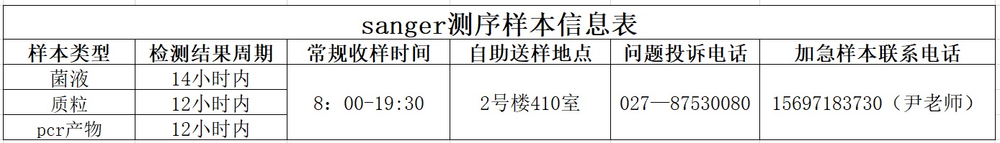 sanger测序样本信息表
样本类型 检测结果周期 常规收样时间 自助送样地点 问题投诉电话 加急样本联系电话
菌液 14小时内
质粒 12小时内 8：00-19:30 2号楼410室 027—87530080 15697183730（尹老师）
pcr产物 12小时内